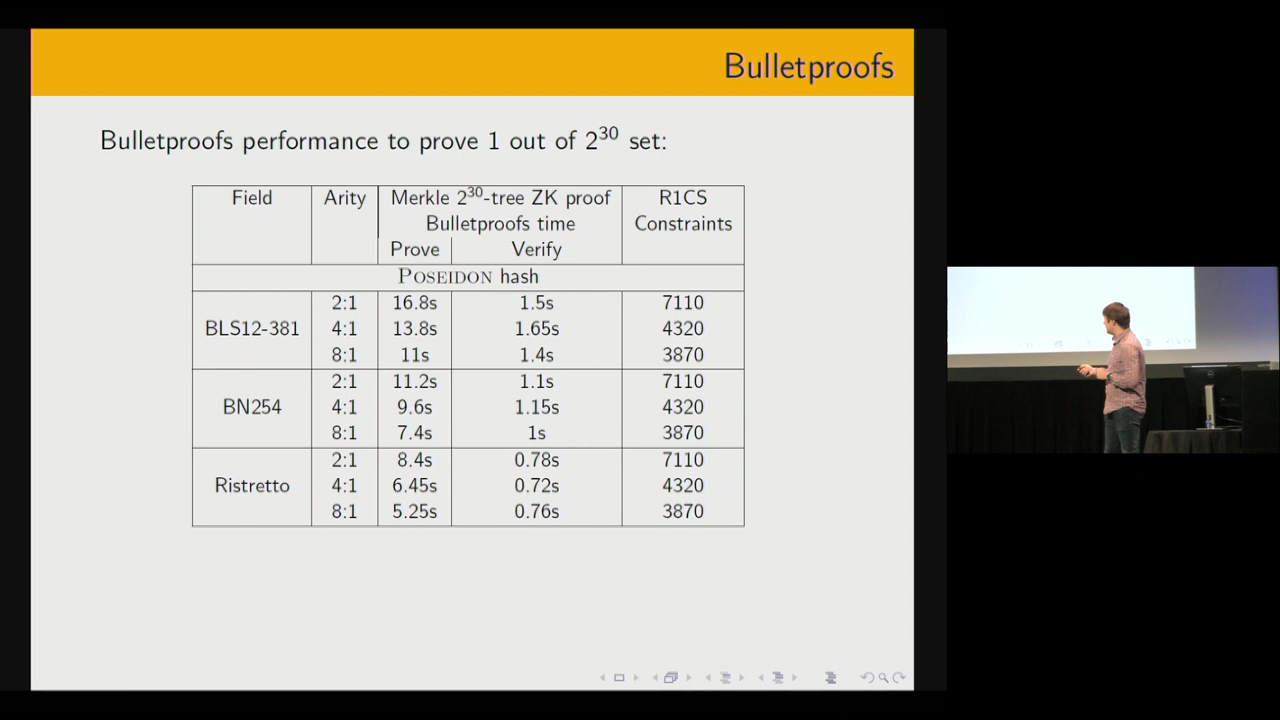 Bulletproofs
Bulletproofs performance to prove 1 out of 2^30 set:
Field Arity Merkle 2^30-tree ZK proof R1CS
Bulletproofs time Constraints
Prove Verify
POSEIDON hash
2:1 16.8s 1.5s 7110
BLS12-381 4:1 13.8s 1.65s 4320
8:1 11s 1.4s 3870
2:1 11.2s 1.1s 7110
BN254 4:1 9.6s 1.15s 4320
8:1 7.4s 1s 3870
2:1 8.4s 0.78s 7110
Ristretto 4:1 6.45s 0.72s 4320
8:1 5.25s 0.76s 3870